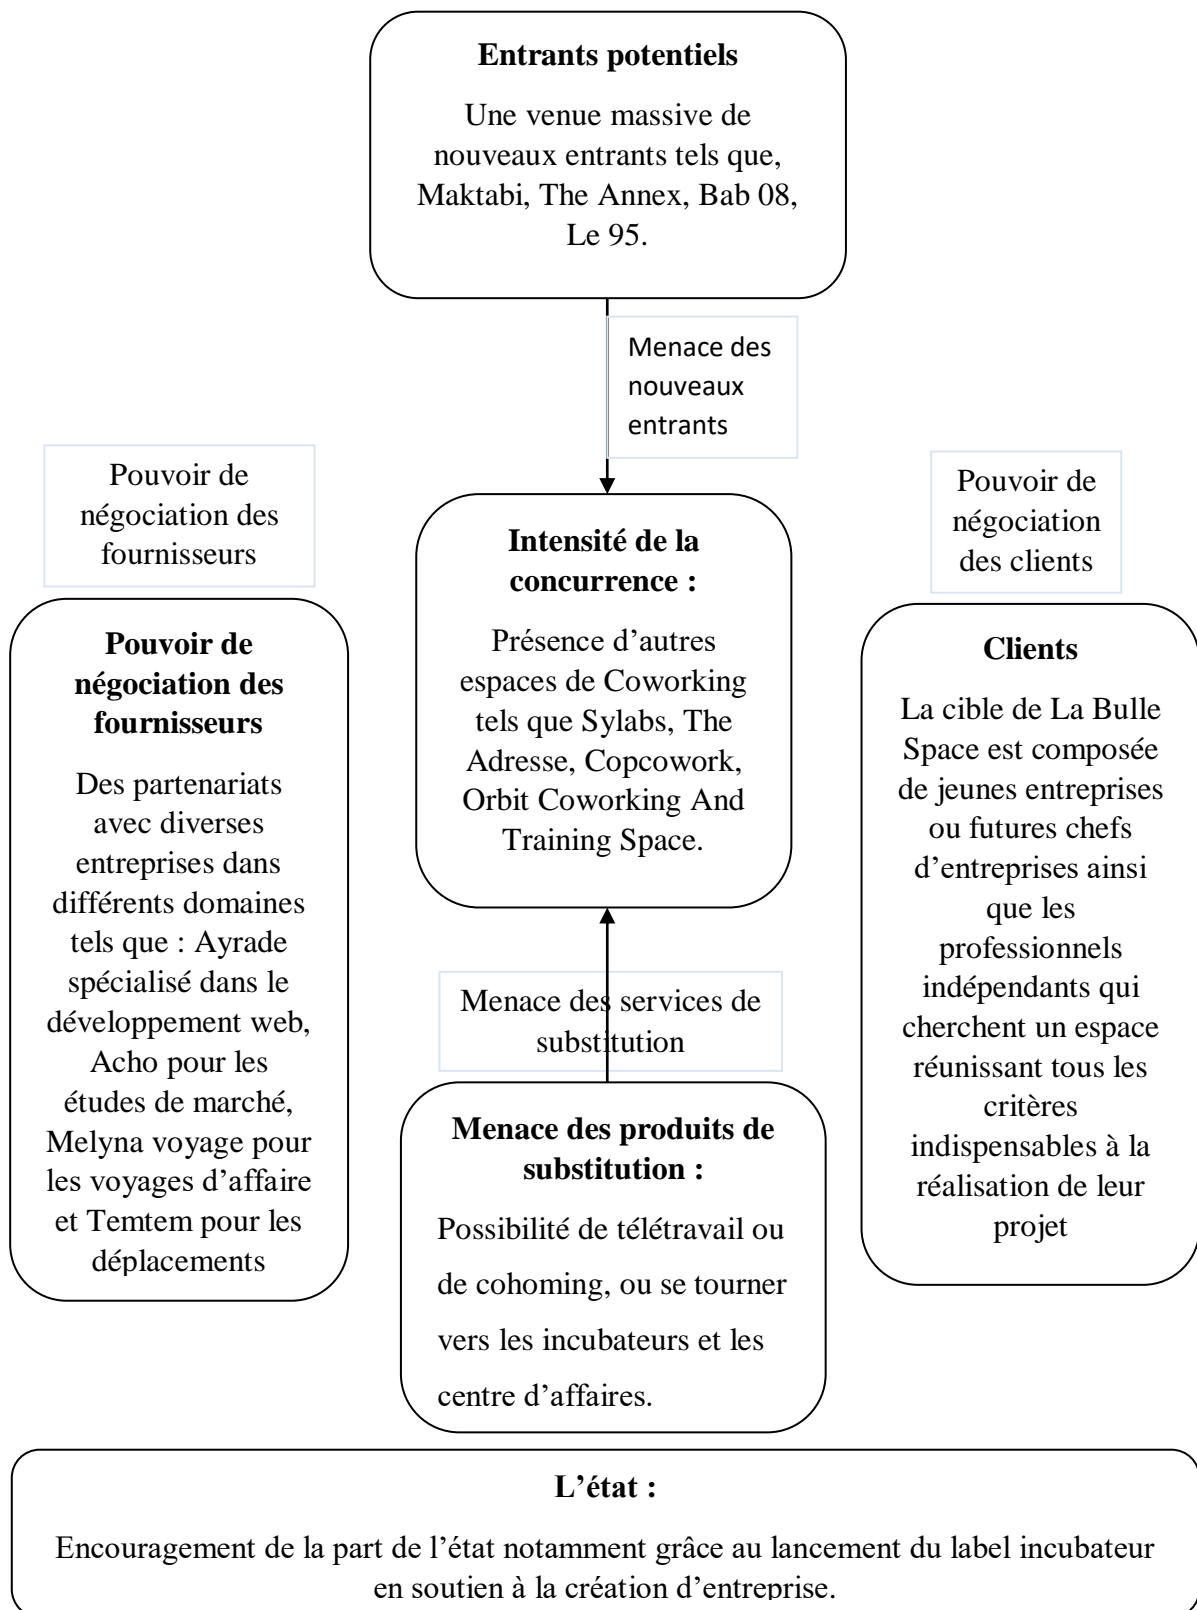 Entrants potentiels
Une venue massive de
nouveaux entrants tels que,
Maktabi, The Annex, Bab 08,
Le 95.
Menace des
nouveaux
entrants
Pouvoir de
négociation des
fournisseurs
Pouvoir de
négociation des
fournisseurs
Des partenariats
avec diverses
entreprises dans
différents domaines
tels que : Ayrade
spécialisé dans le
développement web,
Acho pour les
études de marché,
Melyna voyage pour
les voyages d’affaire
et Temtem pour les
déplacements
Intensité de la
concurrence :
Présence d’autres
espaces de Coworking
tels que Sylabs, The
Adresse, Copcowork,
Orbit Coworking And
Training Space.
Pouvoir de
négociation
des clients
Clients
La cible de La Bulle
Space est composée
de jeunes entreprises
ou futures chefs
d’entreprises ainsi
que les
professionnels
indépendants qui
cherchent un espace
réunissant tous les
critères
indispensables à la
réalisation de leur
projet
Menace des services de
substitution
Menace des produits de
substitution :
Possibilité de télétravail ou
de cohoming, ou se tourner
vers les incubateurs et les
centre d’affaires.
L’état :
Encouragement de la part de l’état notamment grâce au lancement du label incubateur
en soutien à la création d’entreprise.